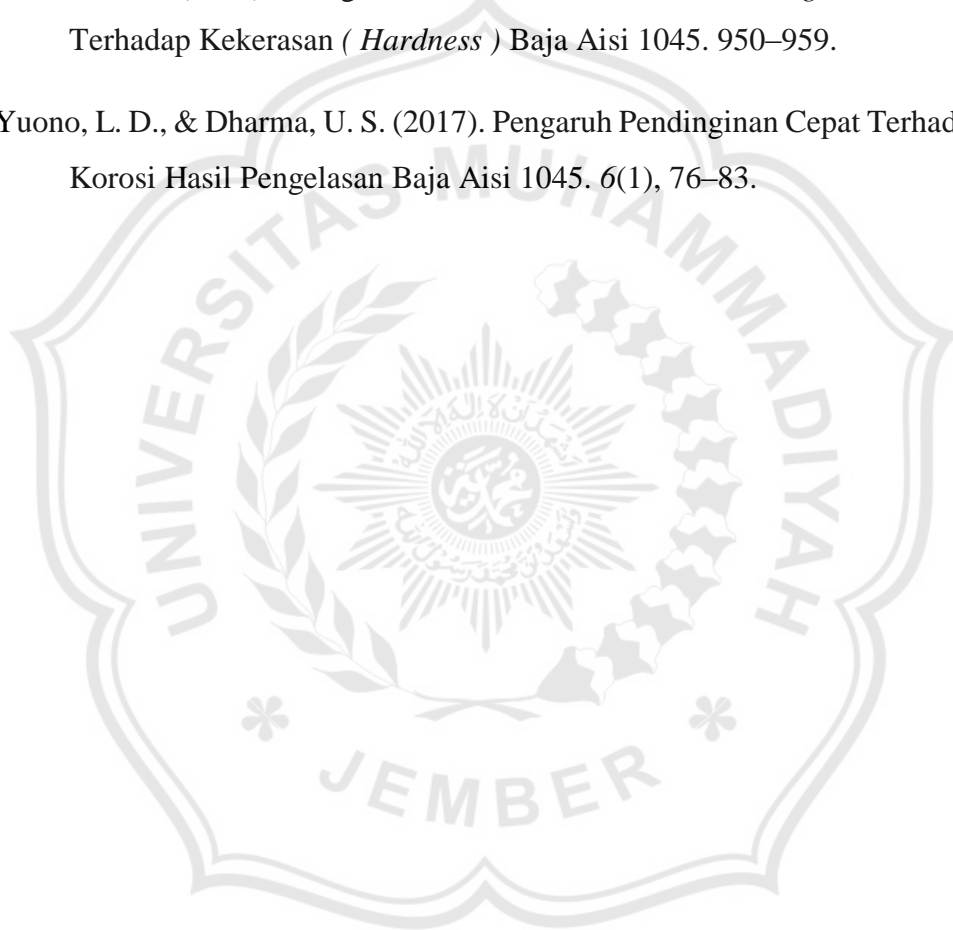 Terhadap Kekerasan ( Hardness ) Baja Aisi 1045. 950–959.
Yuono, L. D., & Dharma, U. S. (2017). Pengaruh Pendinginan Cepat Terhad
Korosi Hasil Pengelasan Baja Aisi 1045. 6(1), 76–83.
UNIVERSITAS MUHAMMADIYAH
JEMBER